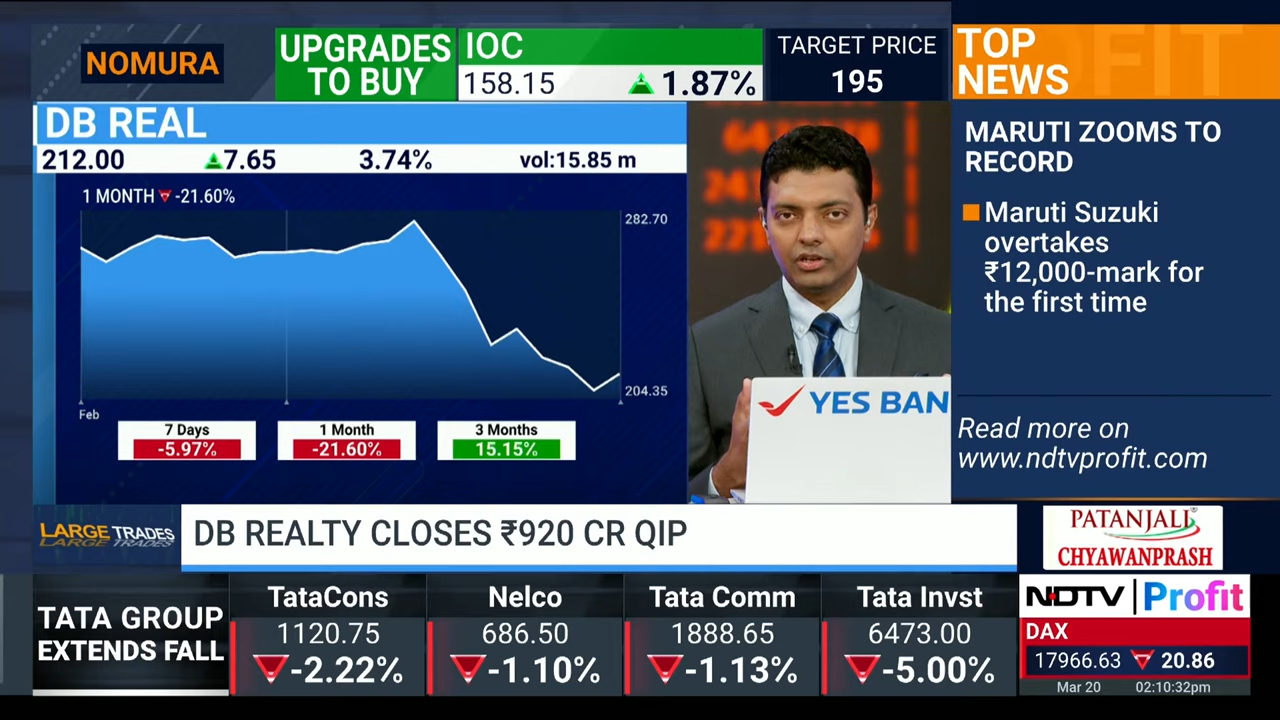 NOMURA
UPGRADES
TO BUY
IOC
158.15
1.87%
TARGET PRICE
195
TOP
NEWS
DB REAL
212.00 7.65 3.74% vol:15.85 m
1 MONTH -21.60%
282.70
204.35
Feb
7 Days
-5.97%
1 Month
-21.60%
3 Months
15.15%
YES BAN
MARUTI ZOOMS TO
RECORD
Maruti Suzuki
overtakes
₹12,000-mark for
the first time
Read more on
www.ndtvprofit.com
LARGE TRADES
DB REALTY CLOSES ₹920 CR QIP
PATANJALI
CHYAWANPRASH
TATA GROUP
EXTENDS FALL
TataCons
1120.75
-2.22%
Nelco
686.50
-1.10%
Tata Comm
1888.65
-1.13%
Tata Invst
6473.00
-5.00%
NDTV Profit
DAX
17966.63 20.86
Mar 20 02:10:32pm